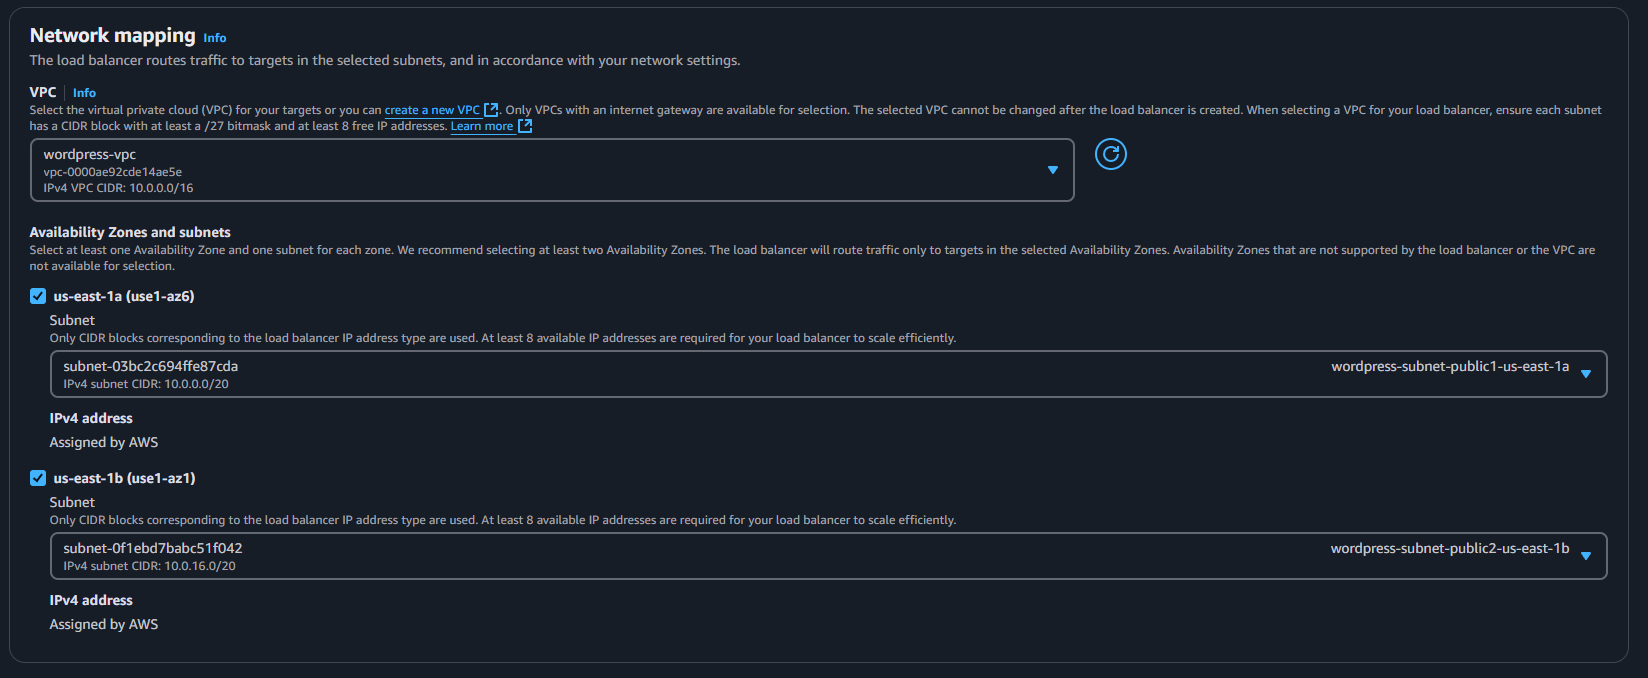 Network mapping Info
The load balancer routes traffic to targets in the selected subnets, and in accordance with your network settings.
VPC Info
Select the virtual private cloud (VPC) for your targets or you can create a new VPC. Only VPCs with an internet gateway are available for selection. The selected VPC cannot be changed after the load balancer is created. When selecting a VPC for your load balancer, ensure each subnet
has a CIDR block with at least a /27 bitmask and at least 8 free IP addresses. Learn more
wordpress-vpc
vpc-0000ae92cde14ae5e
IPv4 VPC CIDR: 10.0.0.0/16
Availability Zones and subnets
Select at least one Availability Zone and one subnet for each zone. We recommend selecting at least two Availability Zones. The load balancer will route traffic only to targets in the selected Availability Zones. Availability Zones that are not supported by the load balancer or the VPC are
not available for selection.
us-east-1a (use1-az6)
Subnet
Only CIDR blocks corresponding to the load balancer IP address type are used. At least 8 available IP addresses are required for your load balancer to scale efficiently.
subnet-03bc2c694ffe87cda wordpress-subnet-public1-us-east-1a
IPv4 subnet CIDR: 10.0.0.0/20
IPv4 address
Assigned by AWS
us-east-1b (use1-az1)
Subnet
Only CIDR blocks corresponding to the load balancer IP address type are used. At least 8 available IP addresses are required for your load balancer to scale efficiently.
subnet-0f1ebd7babc51f042 wordpress-subnet-public2-us-east-1b
IPv4 subnet CIDR: 10.0.16.0/20
IPv4 address
Assigned by AWS